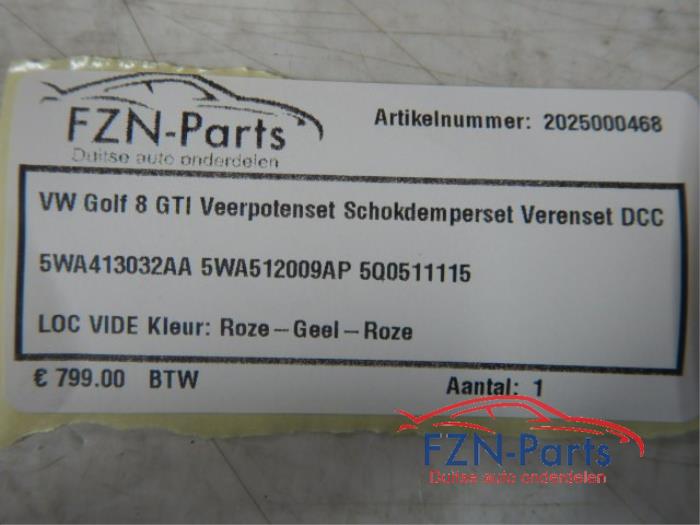 FZN-Parts
Duitse auto onderdelen
Artikelnummer: 2025000468
VW Golf 8 GTI Veerpotenset Schokdemperset Verenset DCC
5WA413032AA 5WA512009AP 5Q0511115
LOC VIDE Kleur: Roze-Geel-Roze
€ 799.00 BTW
Aantal: 1
FZN-Parts
Duitse auto onderdelen